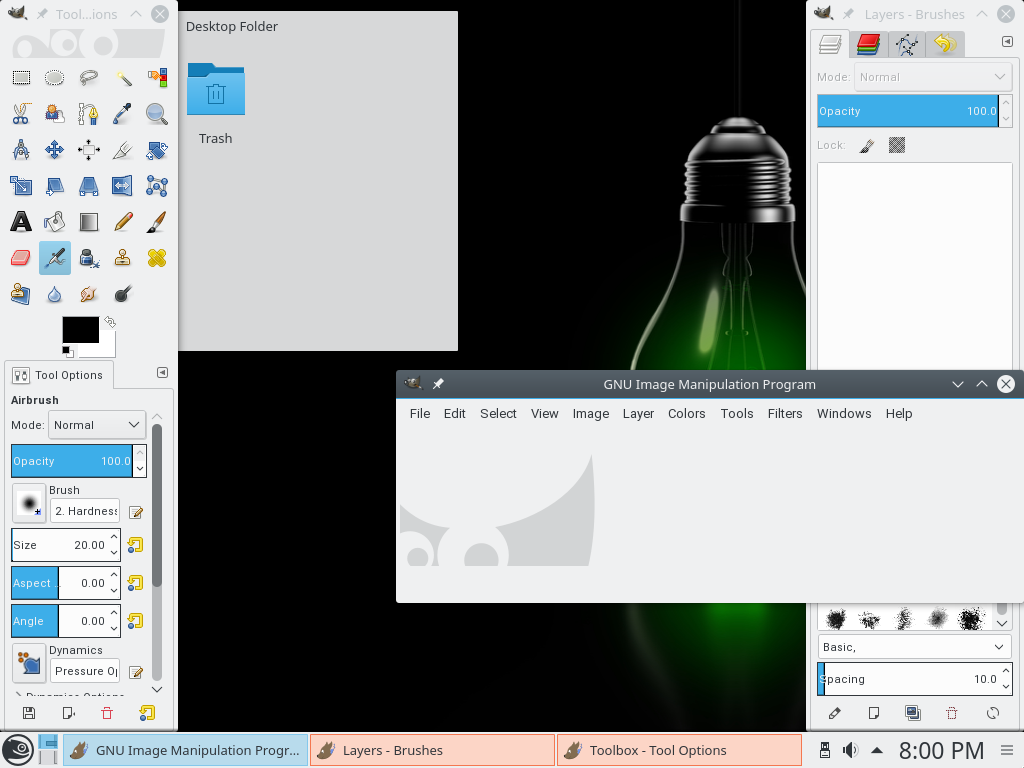 Tool...ions
Desktop Folder
Trash
Tool Options
Airbrush
Mode: Normal
Opacity 100.0
Brush
2. Hardness
Size 20.00
Aspect ... 0.00
Angle 0.00
Dynamics
Pressure Op
Dynamics Options
Layers - Brushes
Mode: Normal
Opacity 100.0
Lock:
GNU Image Manipulation Program
File Edit Select View Image Layer Colors Tools Filters Windows Help
Basic,
Spacing 10.0
GNU Image Manipulation Progr...
Layers - Brushes
Toolbox - Tool Options
8:00 PM